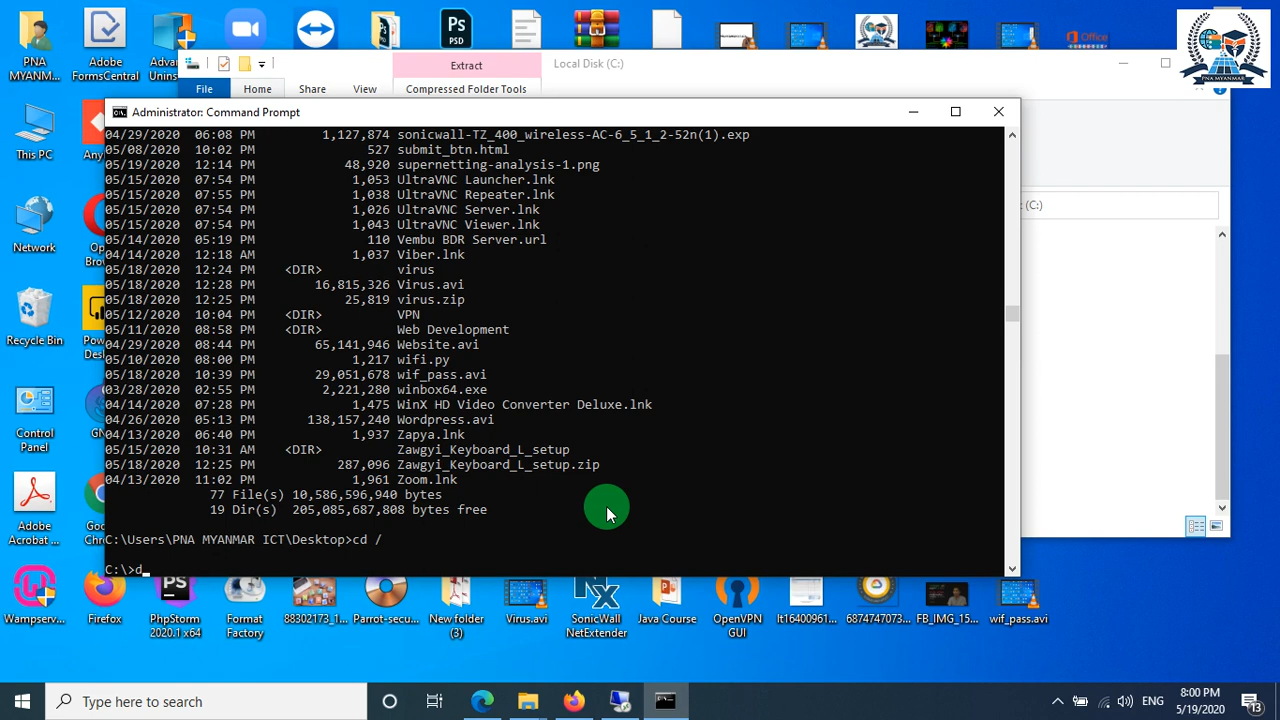 PNA
MYANM...
Adobe
FormsCentral
Advan
Unins
PSD
PNA MYANMAR
Extract
Local Disk (C:)
File
Home
Share
View
Compressed Folder Tools
Administrator: Command Prompt
04/29/2020 06:08 PM 1,127,874 sonicwall-TZ_400_wireless-AC-6_5_1_2-52n(1).exp
05/08/2020 10:02 PM 527 submit_btn.html
05/19/2020 12:14 PM 48,920 supernetting-analysis-1.png
05/15/2020 07:54 PM 1,053 UltraVNC Launcher.lnk
05/15/2020 07:55 PM 1,038 UltraVNC Repeater.lnk
05/15/2020 07:54 PM 1,026 UltraVNC Server.lnk
05/15/2020 07:54 PM 1,043 UltraVNC Viewer.lnk
05/14/2020 05:19 PM 110 Vembu BDR Server.url
04/14/2020 12:18 AM 1,037 Viber.lnk
05/18/2020 12:24 PM <DIR> virus
05/18/2020 12:28 PM 16,815,326 Virus.avi
05/18/2020 12:25 PM 25,819 virus.zip
05/12/2020 10:04 PM <DIR> VPN
05/11/2020 08:58 PM <DIR> Web Development
04/29/2020 08:44 PM 65,141,946 Website.avi
05/10/2020 08:00 PM 1,217 wifi.py
05/18/2020 10:39 PM 29,051,678 wif_pass.avi
03/28/2020 02:55 PM 2,221,280 winbox64.exe
04/14/2020 07:28 PM 1,475 WinX HD Video Converter Deluxe.lnk
04/26/2020 05:13 PM 138,157,240 Wordpress.avi
04/13/2020 06:40 PM 1,937 Zapya.lnk
05/15/2020 10:31 AM <DIR> Zawgyi_Keyboard_L_setup
05/18/2020 12:25 PM 287,096 Zawgyi_Keyboard_L_setup.zip
04/13/2020 11:02 PM 1,961 Zoom.lnk
77 File(s) 10,586,596,940 bytes
19 Dir(s) 205,085,687,808 bytes free
C:\Users\PNA MYANMAR ICT\Desktop>cd /
C:\>d
(C:)
This PC
Any
Network
Op
Recycle Bin
Pow
Desk
Control
Panel
GN
Adobe
Acrobat ...
Goo
Chr
Wampserv...
Firefox
PhpStorm
2020.1 x64
Format
Factory
88302173_1...
Parrot-secu...
New folder
(3)
Virus.avi
SonicWall
NetExtender
Java Course
OpenVPN
GUI
It16400961...
6874747073...
FB_IMG_15...
wif_pass.avi
Type here to search
ENG
8:00 PM
5/19/2020
13